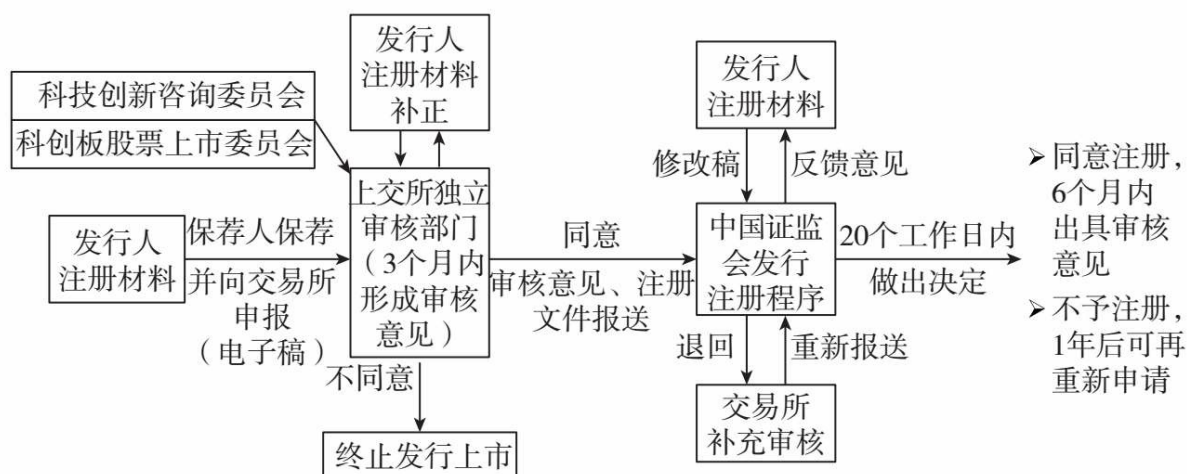 科技创新咨询委员会
科创板股票上市委员会
发行人
注册材料
补正
发行人
注册材料
保荐人保荐
并向交易所
申报
（电子稿）
上交所独立
审核部门
（3个月内
形成审核
意见）
不同意
终止发行上市
同意
审核意见、注册
文件报送
发行人
注册材料
修改稿
反馈意见
中国证监
会发行
注册程序
退回
重新报送
交易所
补充审核
20个工作日内
做出决定
➢ 同意注册，
6个月内
出具审核
意见
➢ 不予注册，
1年后可再
重新申请